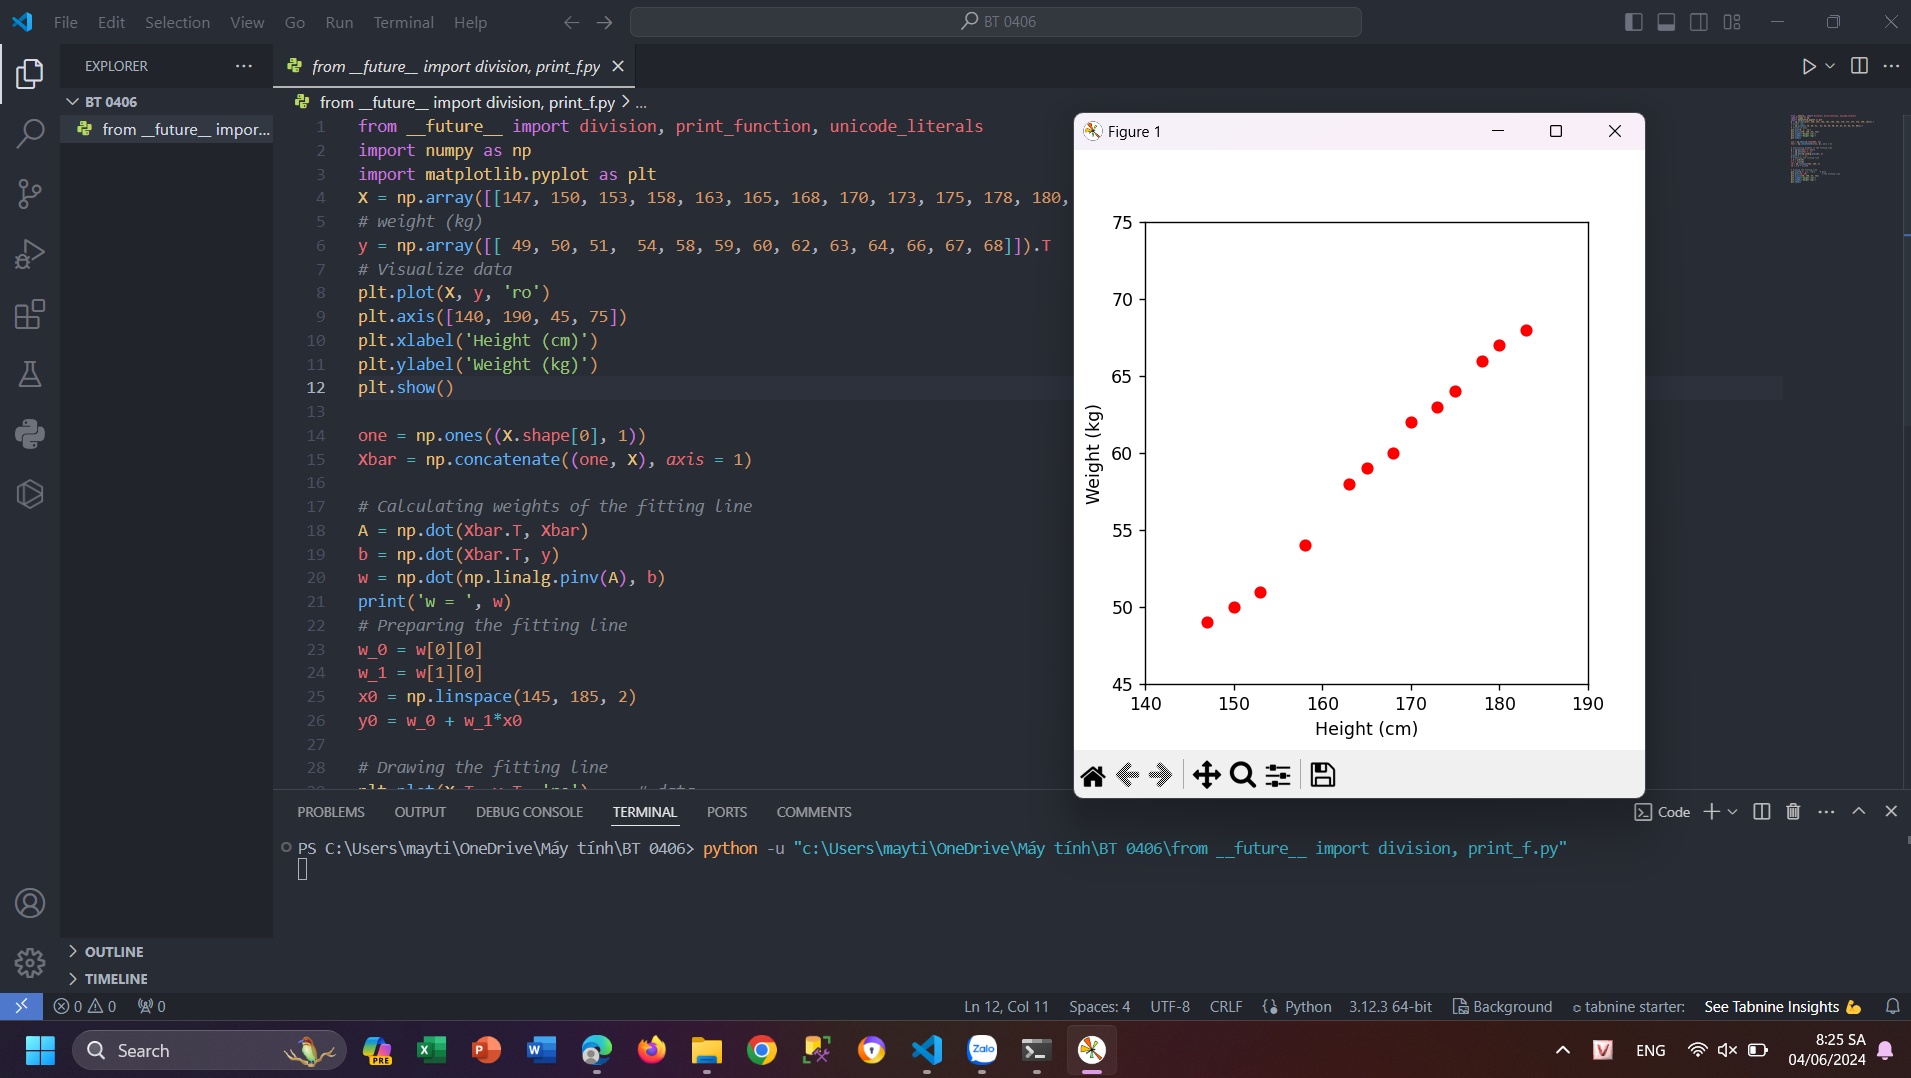 File Edit Selection View Go Run Terminal Help
BT 0406
EXPLORER
from __future__ import division, print_f.py
BT 0406
from __future__ impor...
from __future__ import division, print_f.py > ...
1 from __future__ import division, print_function, unicode_literals
2 import numpy as np
3 import matplotlib.pyplot as plt
4 X = np.array([[147, 150, 153, 158, 163, 165, 168, 170, 173, 175, 178, 180,
5 # weight (kg)
6 y = np.array([[ 49, 50, 51,  54, 58, 59, 60, 62, 63, 64, 66, 67, 68]]).T
7 # Visualize data
8 plt.plot(X, y, 'ro')
9 plt.axis([140, 190, 45, 75])
10 plt.xlabel('Height (cm)')
11 plt.ylabel('Weight (kg)')
12 plt.show()
13
14 one = np.ones((X.shape[0], 1))
15 Xbar = np.concatenate((one, X), axis = 1)
16
17 # Calculating weights of the fitting line
18 A = np.dot(Xbar.T, Xbar)
19 b = np.dot(Xbar.T, y)
20 w = np.dot(np.linalg.pinv(A), b)
21 print('w = ', w)
22 # Preparing the fitting line
23 w_0 = w[0][0]
24 w_1 = w[1][0]
25 x0 = np.linspace(145, 185, 2)
26 y0 = w_0 + w_1*x0
27
28 # Drawing the fitting line
Figure 1
75
70
65
60
55
50
45
Weight (kg)
140 150 160 170 180 190
Height (cm)
PROBLEMS OUTPUT DEBUG CONSOLE TERMINAL PORTS COMMENTS
Code
PS C:\Users\mayti\OneDrive\Máy tính\BT 0406> python -u "c:\Users\mayti\OneDrive\Máy tính\BT 0406\from __future__ import division, print_f.py"
OUTLINE
TIMELINE
0 0 0
Ln 12, Col 11 Spaces: 4 UTF-8 CRLF Python 3.12.3 64-bit Background tabnine starter: See Tabnine Insights
Search
PRE
Zalo
V
ENG
8:25 SA
04/06/2024